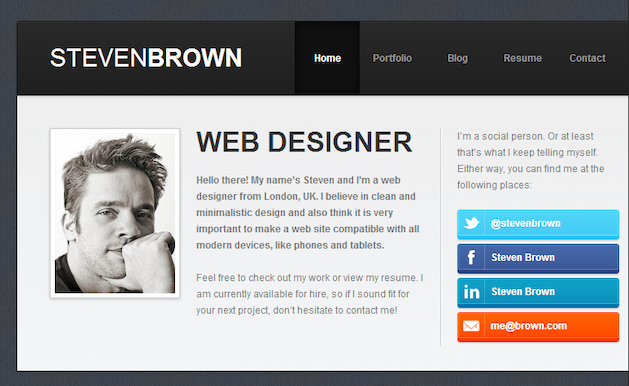 STEVENBROWN
Home Portfolio Blog Resume Contact
WEB DESIGNER
Hello there! My name's Steven and I'm a web
designer from London, UK. I believe in clean and
minimalistic design and also think it is very
important to make a web site compatible with all
modern devices, like phones and tablets.
Feel free to check out my work or view my resume. I
am currently available for hire, so if I sound fit for
your next project, don't hesitate to contact me!
I'm a social person. Or at least
that's what I keep telling myself.
Either way, you can find me at the
following places:
@stevenbrown
f Steven Brown
in Steven Brown
me@brown.com